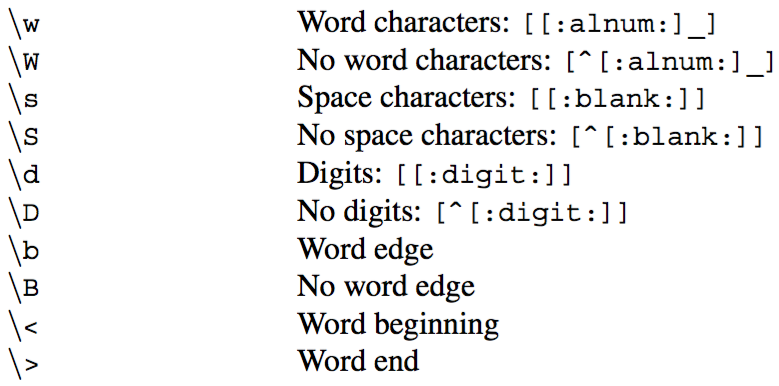 \w Word characters: [[:alnum:]_]
\W No word characters: [^[:alnum:]_]
\s Space characters: [[:blank:]]
\S No space characters: [^[:blank:]]
\d Digits: [[:digit:]]
\D No digits: [^[:digit:]]
\b Word edge
\B No word edge
\< Word beginning
\> Word end